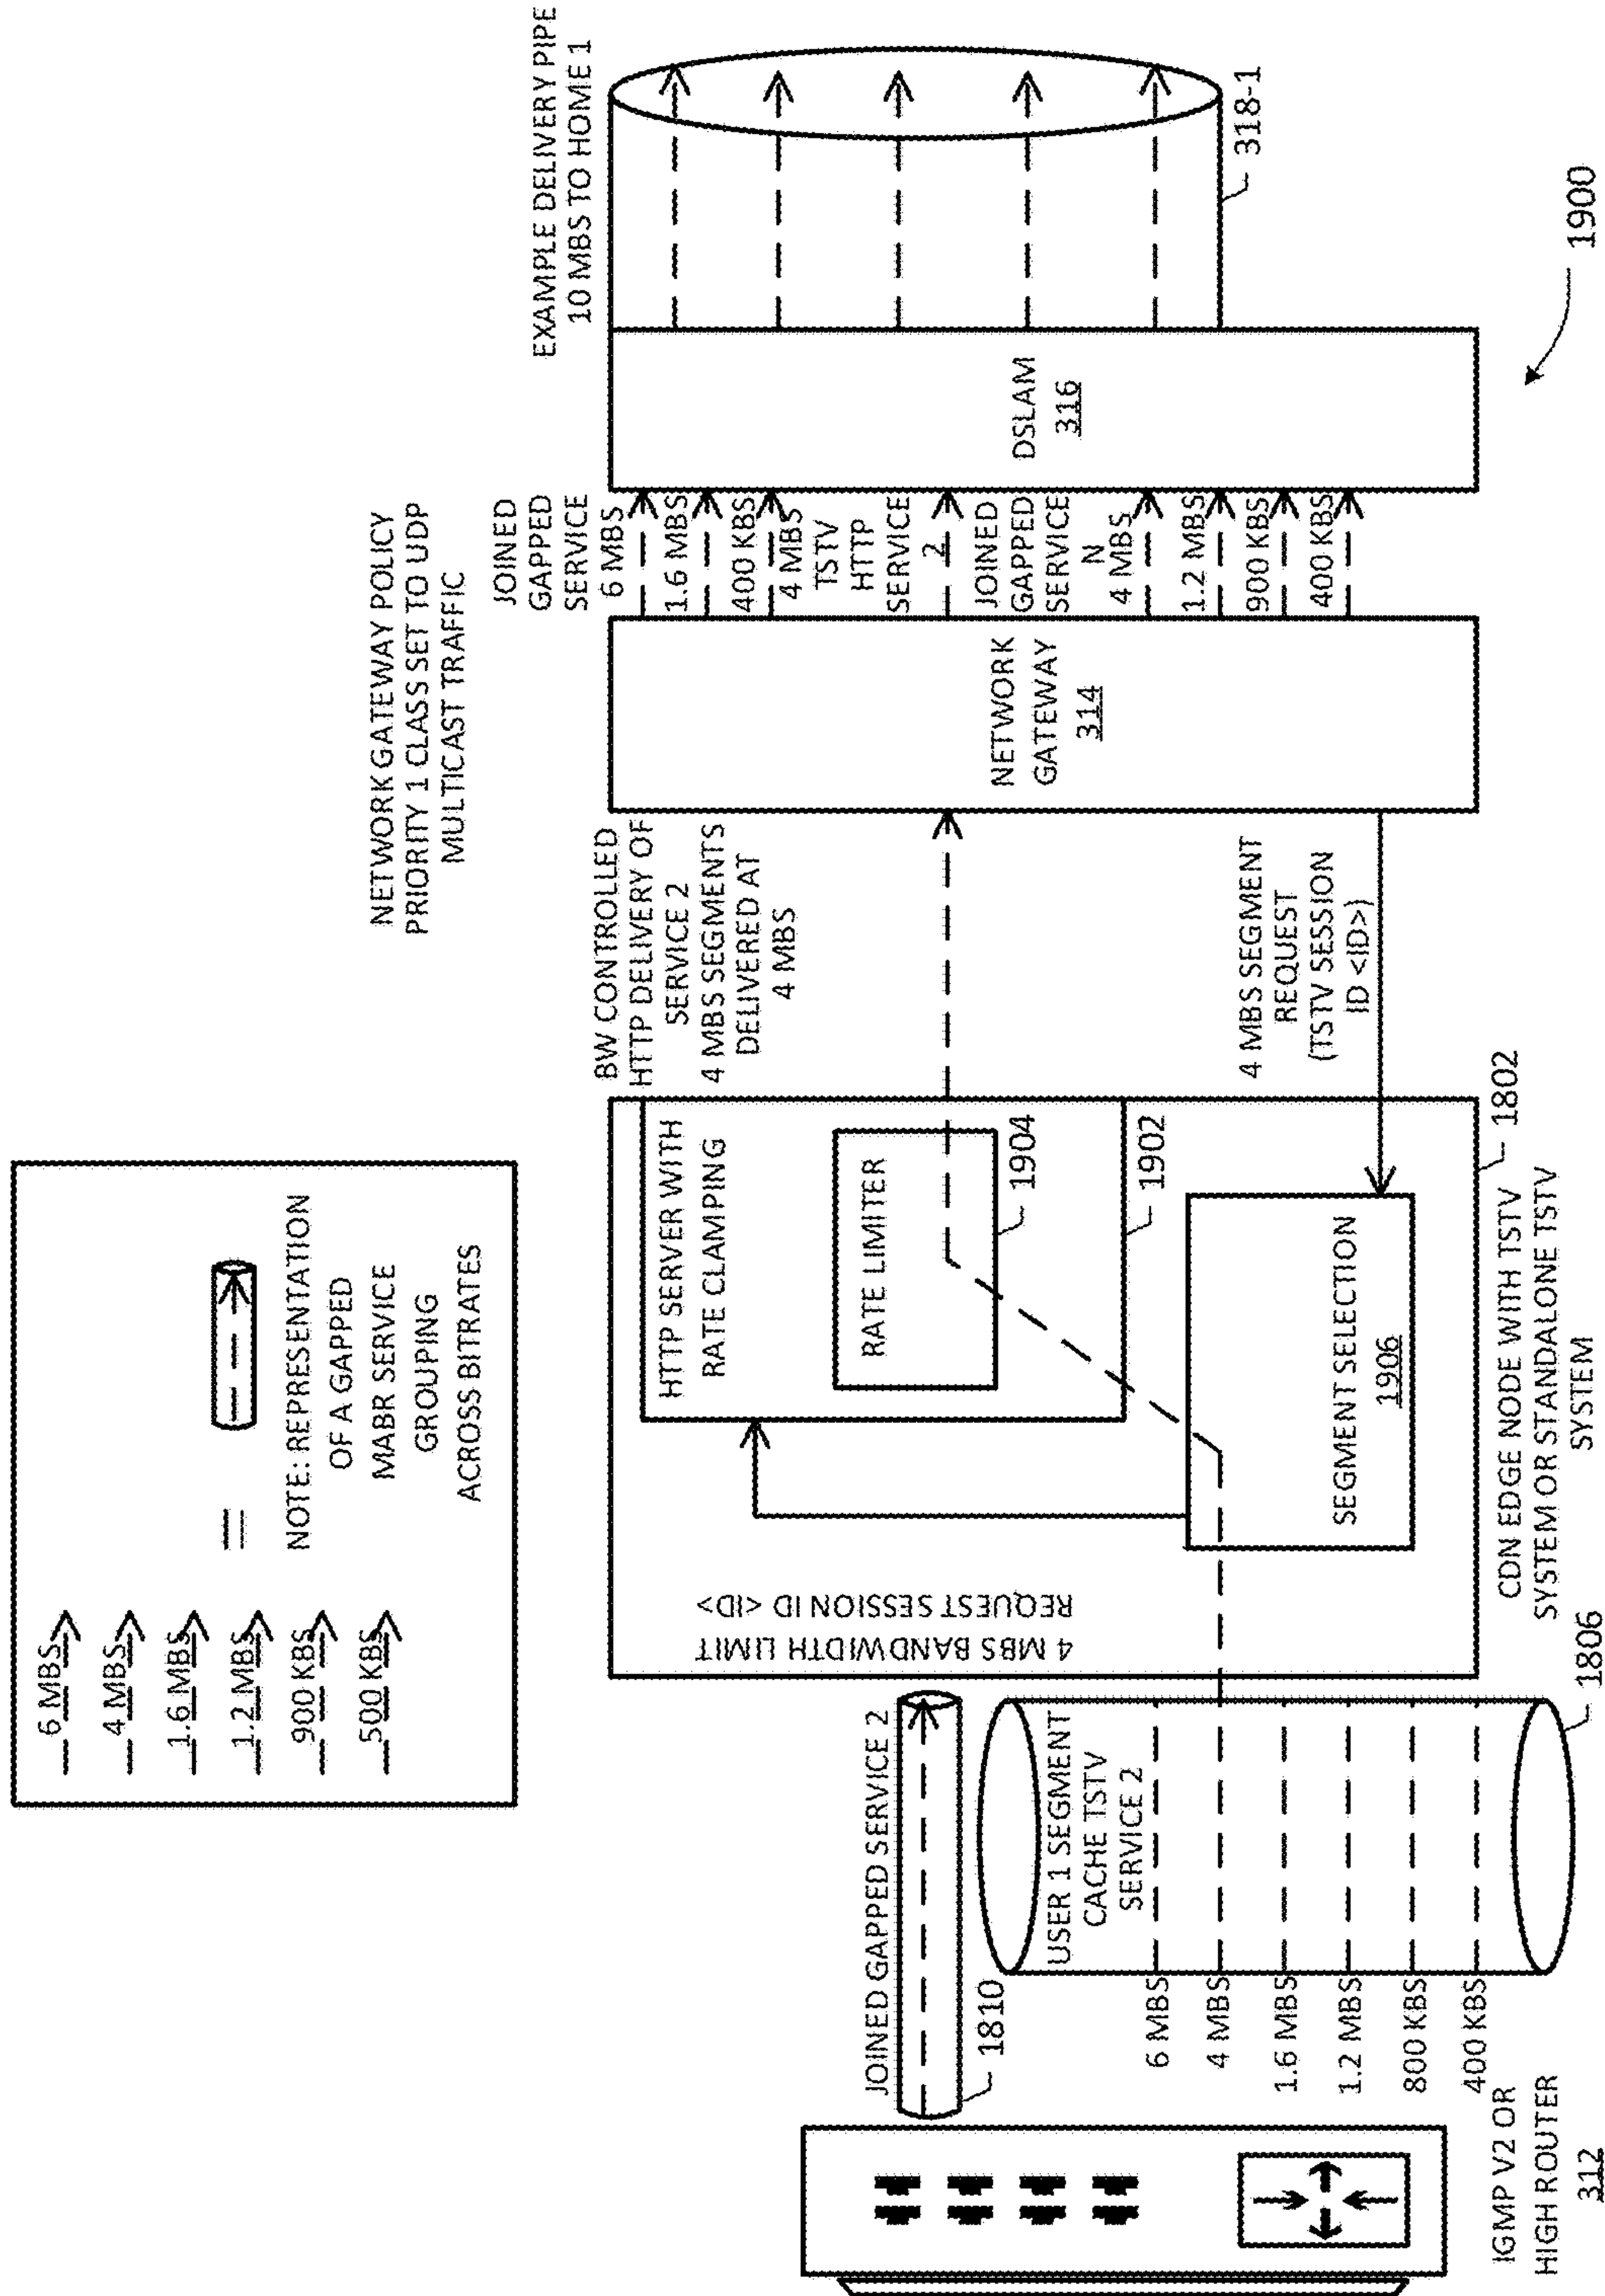 6 MBS
4 MBS
1.6 MBS
1.2 MBS
900 KBS
500 KBS
=
NOTE: REPRESENTATION
OF A GAPPED
MABR SERVICE
GROUPING
ACROSS BITRATES
NETWORK GATEWAY POLICY
PRIORITY 1 CLASS SET TO UDP
MULTICAST TRAFFIC
EXAMPLE DELIVERY PIPE
10 MBS TO HOME 1
JOINED GAPPED SERVICE 2
1810
USER 1 SEGMENT
CACHE TSTV
SERVICE 2
6 MBS
4 MBS
1.6 MBS
1.2 MBS
800 KBS
400 KBS
1806
IGMP V2 OR
HIGH ROUTER
312
4 MBS BANDWIDTH LIMIT
REQUEST SESSION ID <ID>
HTTP SERVER WITH
RATE CLAMPING
RATE LIMITER
1904
1902
SEGMENT SELECTION
1906
1802
CDN EDGE NODE WITH TSTV
SYSTEM OR STANDALONE TSTV
SYSTEM
BW CONTROLLED
HTTP DELIVERY OF
SERVICE 2
4 MBS SEGMENTS
DELIVERED AT
4 MBS
4 MBS SEGMENT
REQUEST
(TSTV SESSION
ID <ID>)
NETWORK
GATEWAY
314
JOINED
GAPPED
SERVICE
6 MBS
1.6 MBS
400 KBS
4 MBS
TSTV
HTTP
SERVICE
2
JOINED
GAPPED
SERVICE
N
4 MBS
1.2 MBS
900 KBS
400 KBS
DSLAM
316
318-1
1900